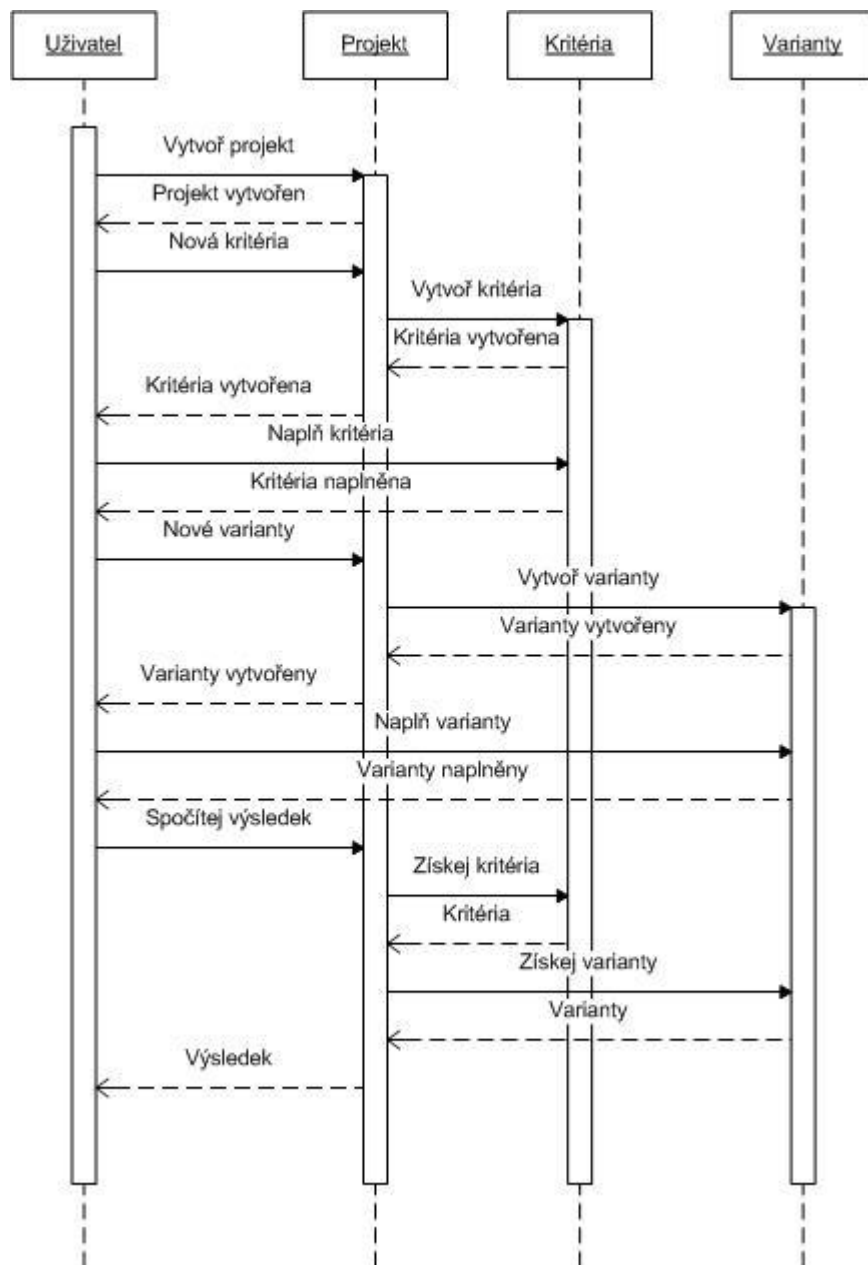 Uživatel
Projekt
Kritéria
Varianty
Vytvoř projekt
Projekt vytvořen
Nová kritéria
Vytvoř kritéria
Kritéria vytvořena
Kritéria vytvořena
Naplň kritéria
Kritéria naplněna
Nové varianty
Vytvoř varianty
Varianty vytvořeny
Varianty vytvořeny
Naplň varianty
Varianty naplněny
Spočítej výsledek
Získej kritéria
Kritéria
Získej varianty
Varianty
Výsledek